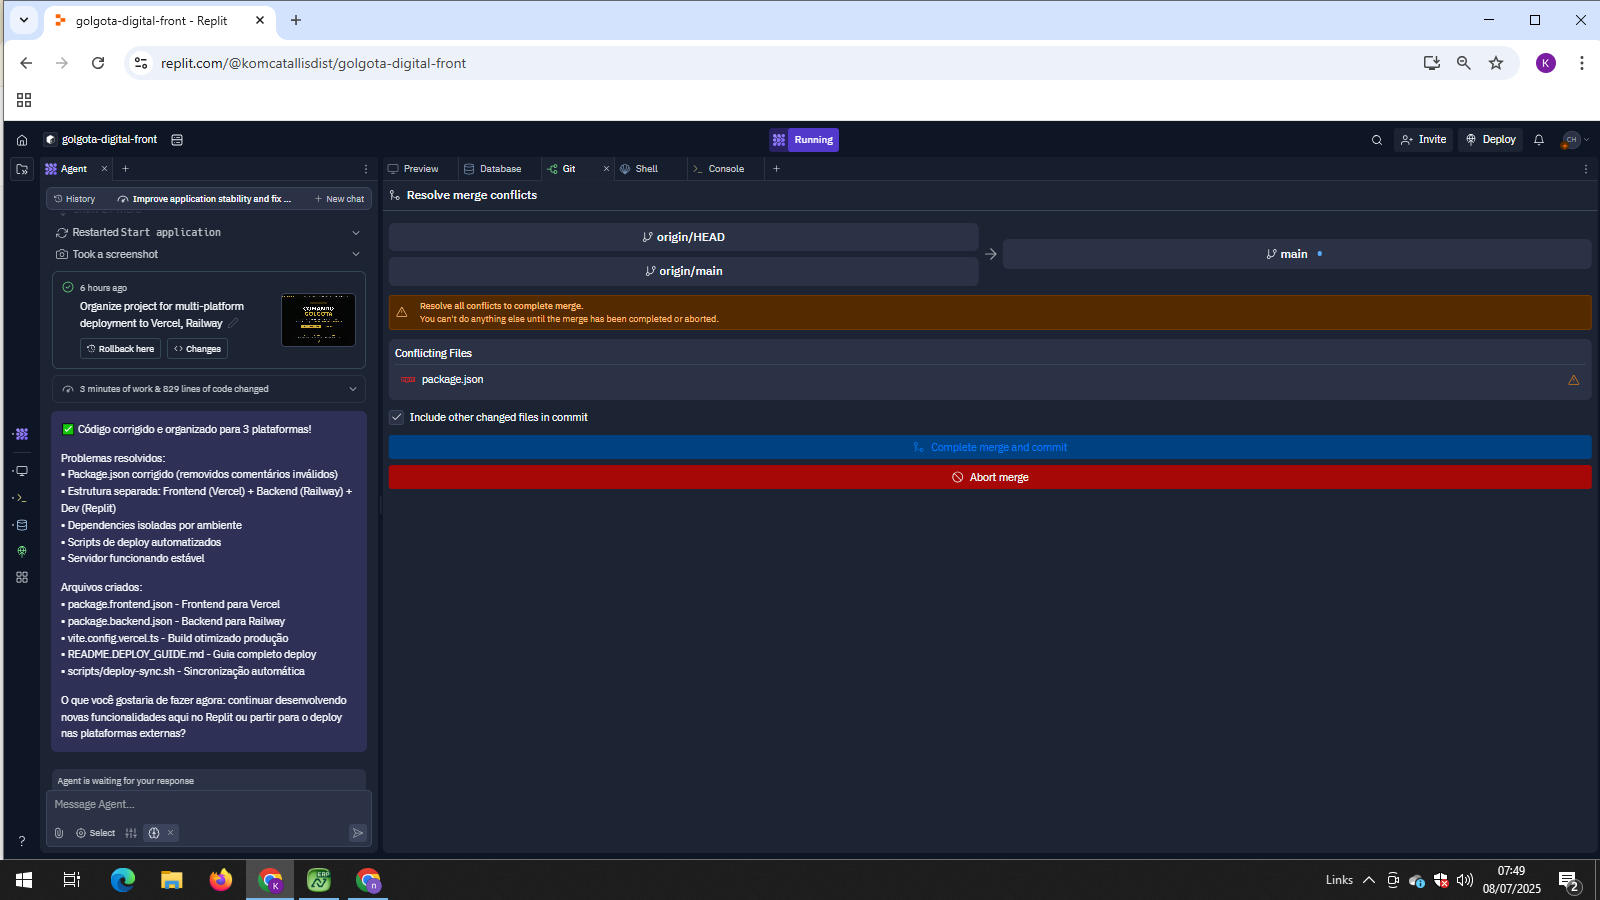 golgota-digital-front - Replit
replit.com/@komcatallisdist/golgota-digital-front
K
golgota-digital-front
Running
Invite
Deploy
CH
Agent
Preview
Database
Git
Shell
Console
History
Improve application stability and fix ...
New chat
Resolve merge conflicts
Restarted Start application
Took a screenshot
6 hours ago
Organize project for multi-platform
deployment to Vercel, Railway
Rollback here
Changes
3 minutes of work & 829 lines of code changed
✅ Código corrigido e organizado para 3 plataformas!
Problemas resolvidos:
• Package.json corrigido (removidos comentários inválidos)
• Estrutura separada: Frontend (Vercel) + Backend (Railway) +
Dev (Replit)
• Dependencies isoladas por ambiente
• Scripts de deploy automatizados
• Servidor funcionando estável
Arquivos criados:
• package.frontend.json - Frontend para Vercel
• package.backend.json - Backend para Railway
• vite.config.vercel.ts - Build otimizado produção
• README.DEPLOY_GUIDE.md - Guia completo deploy
• scripts/deploy-sync.sh - Sincronização automática
O que você gostaria de fazer agora: continuar desenvolvendo
novas funcionalidades aqui no Replit ou partir para o deploy
nas plataformas externas?
Agent is waiting for your response
Message Agent...
Select
origin/HEAD
origin/main
main
Resolve all conflicts to complete merge.
You can't do anything else until the merge has been completed or aborted.
Conflicting Files
package.json
Include other changed files in commit
Complete merge and commit
Abort merge
?
K
ERP
n
Links
07:49
08/07/2025
2